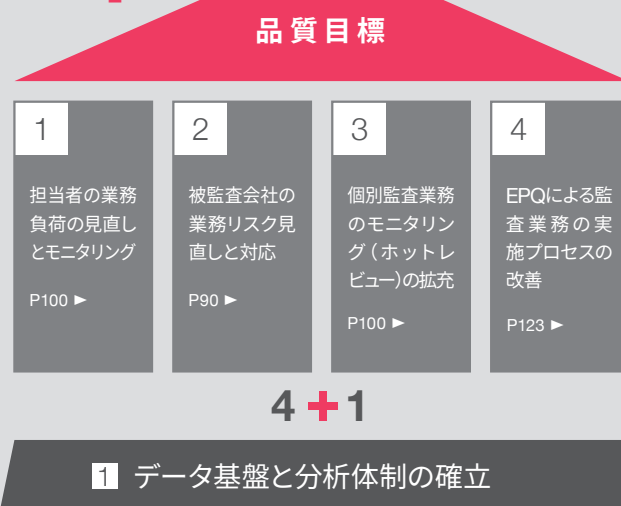 品質目標
1
担当者の業務
負荷の見直し
とモニタリング
P100 ►
2
被監査会社の
業務リスク見
直しと対応
P90 ►
3
個別監査業務
のモニタリン
グ(ホットレ
ビュー)の拡充
P100 ►
4
EPQによる監
査業務の実
施プロセスの
改善
P123 ►
4+1
1 データ基盤と分析体制の確立